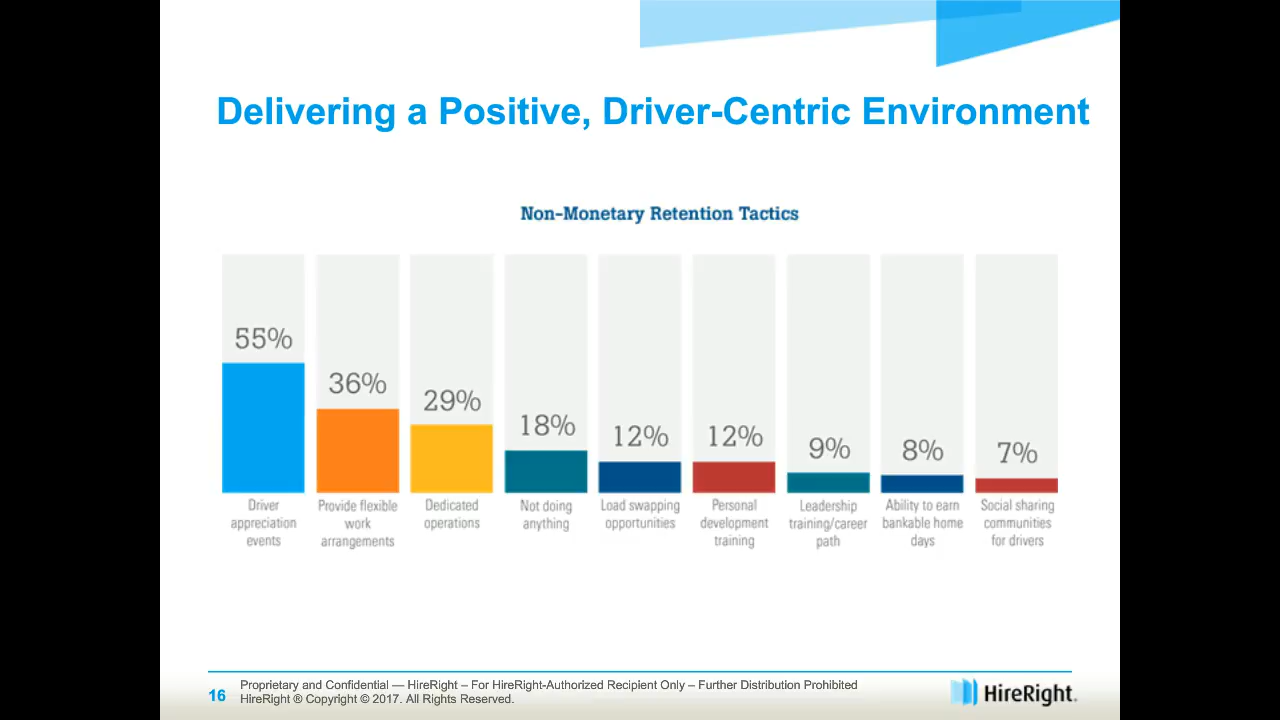 Delivering a Positive, Driver-Centric Environment
Non-Monetary Retention Tactics
55%
36%
29%
18%
12%
12%
9%
8%
7%
Driver
appreciation
events
Provide flexible
work
arrangements
Dedicated
operations
Not doing
anything
Load swapping
opportunities
Personal
development
training
Leadership
training/career
path
Ability to earn
bankable home
days
Social sharing
communities
for drivers
16
Proprietary and Confidential — HireRight – For HireRight-Authorized Recipient Only – Further Distribution Prohibited
HireRight ® Copyright © 2017. All Rights Reserved.
HireRight.